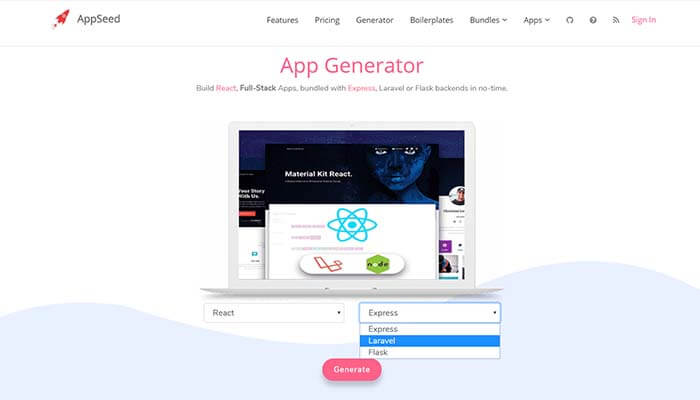 AppSeed
Features Pricing Generator Boilerplates Bundles Apps Sign In
App Generator
Build React, Full-Stack Apps, bundled with Express, Laravel or Flask backends in no-time.
Material Kit React.
Your Story
With Us.
node
React
Express
Express
Laravel
Flask
Generate